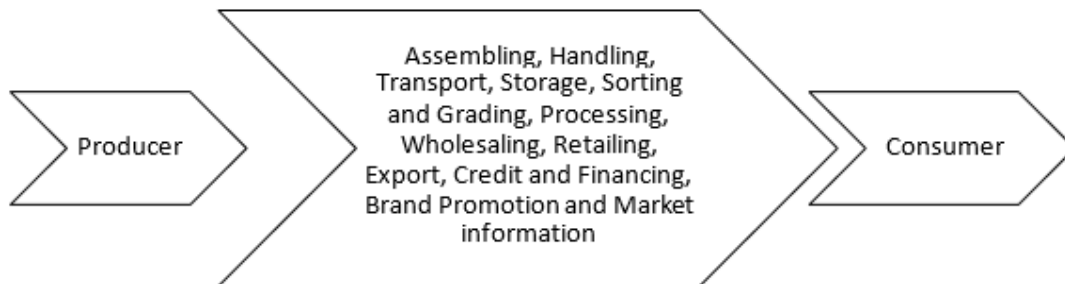 Producer
Assembling, Handling,
Transport, Storage, Sorting
and Grading, Processing,
Wholesaling, Retailing,
Export, Credit and Financing,
Brand Promotion and Market
information
Consumer